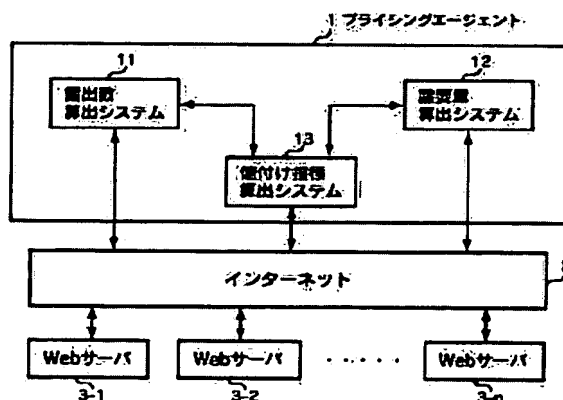 1 プライシングエージェント
11
露出数
算出システム
12
需要量
算出システム
13
値付け指標
算出システム
インターネット
Webサーバ
Webサーバ
・・・・・
Webサーバ
3-1
3-2
3-n